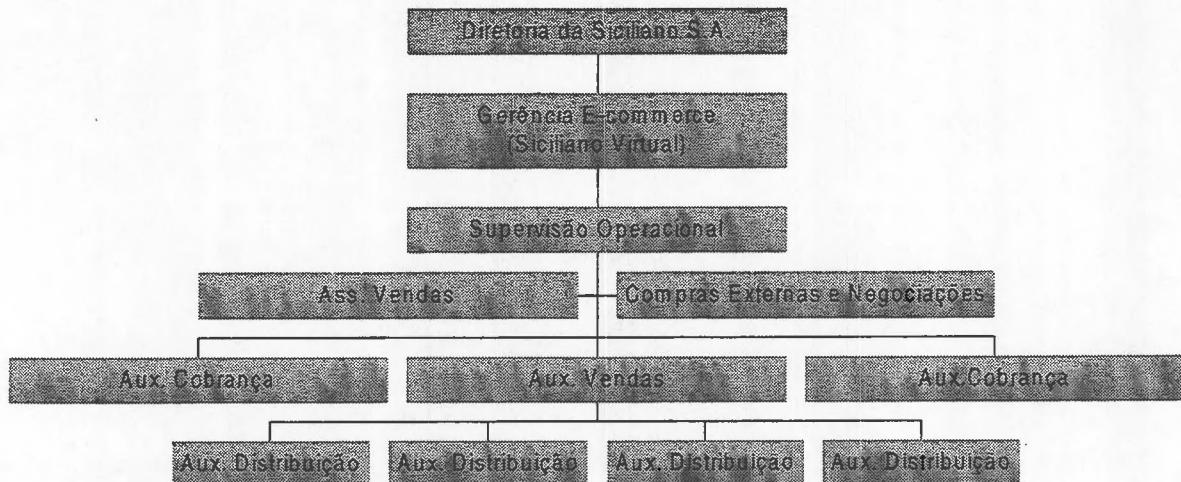 Diretoria da Siciliano S.A.
Gerência E-commerce
(Siciliano Virtual)
Supervisão Operacional
Ass. Vendas
Compras Externas e Negociações
Aux. Cobrança
Aux. Vendas
Aux.Cobrança
Aux. Distribuição
Aux. Distribuição
Aux. Distribuição
Aux. Distribuição